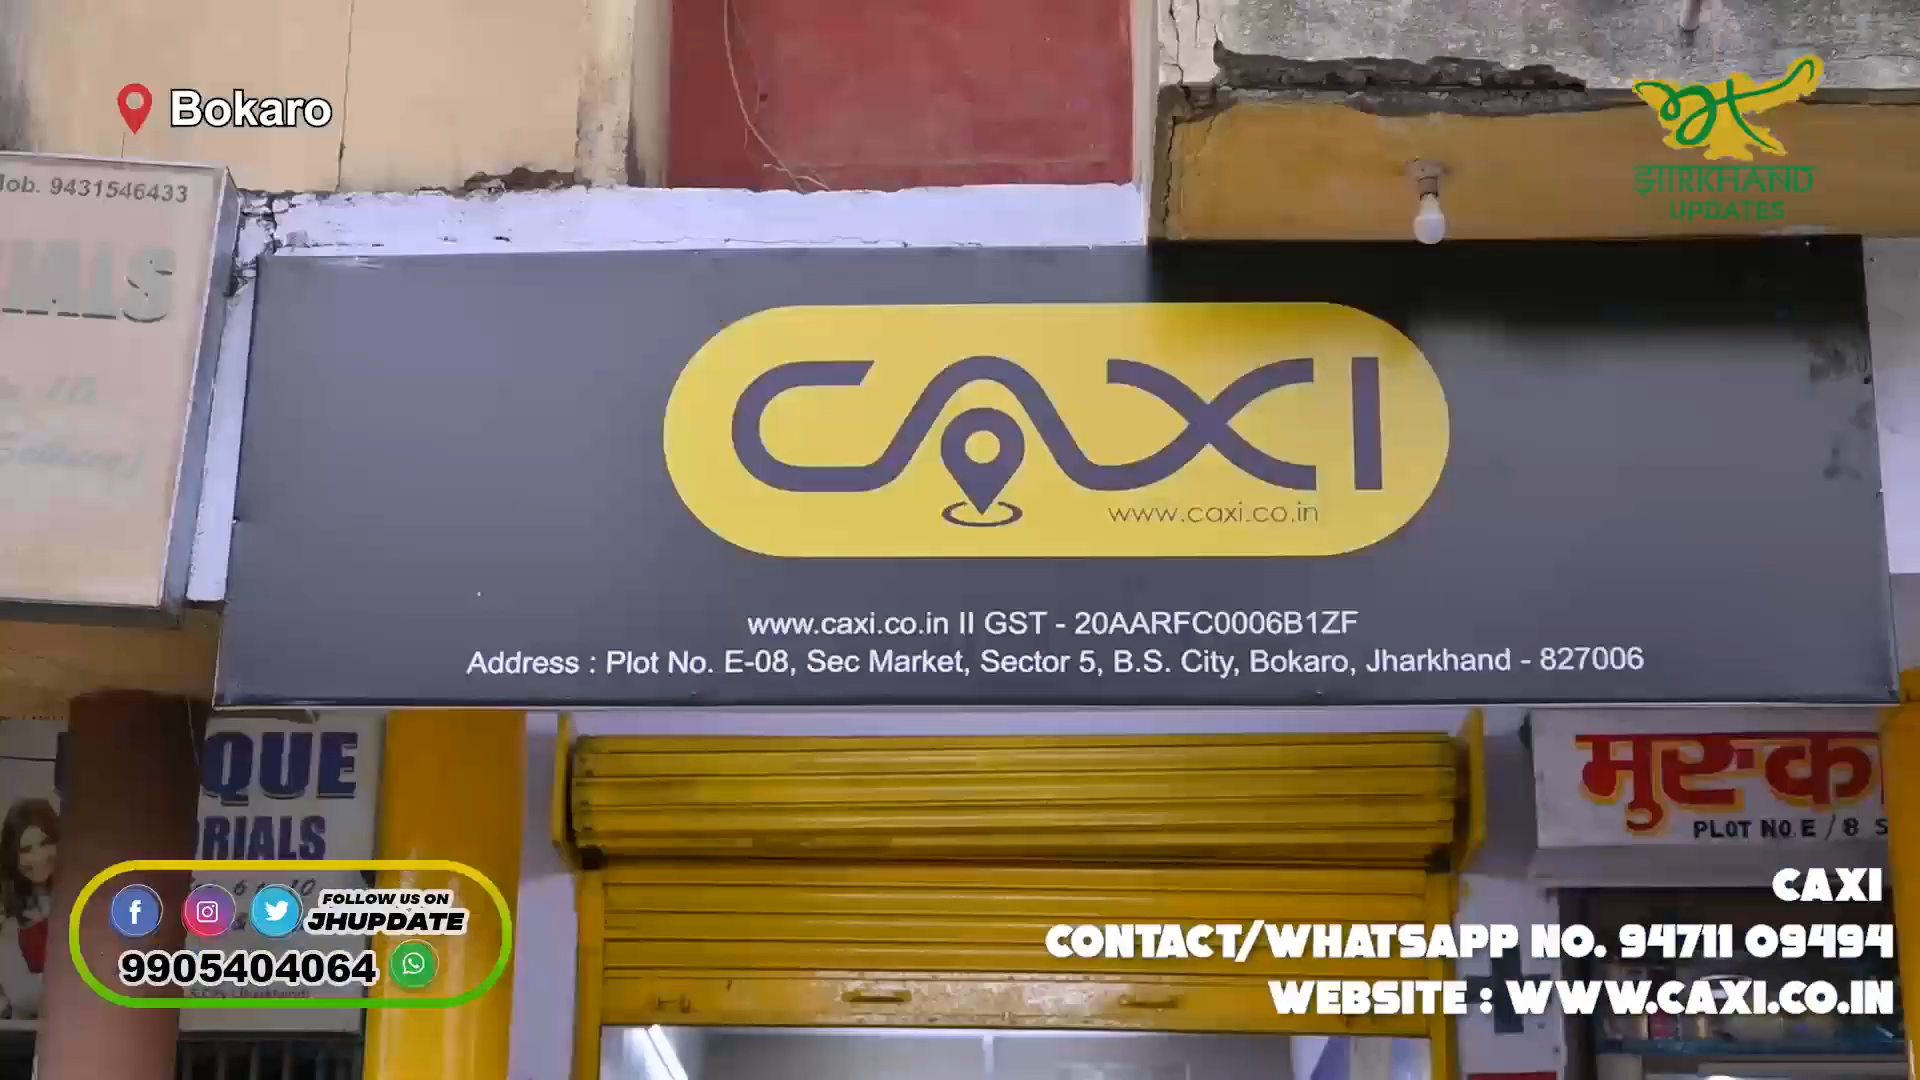 Bokaro
झाRKHAND
UPDATES
Job. 9431546433
CAXI
www.caxi.co.in
www.caxi.co.in II GST - 20AARFC0006B1ZF
Address : Plot No. E-08, Sec Market, Sector 5, B.S. City, Bokaro, Jharkhand - 827006
QUE
RIALS
मुस्का
PLOT NO. E / 8 S
FOLLOW US ON
JHUPDATE
9905404064
CAXI
CONTACT/WHATSAPP NO. 94711 09494
WEBSITE : WWW.CAXI.CO.IN